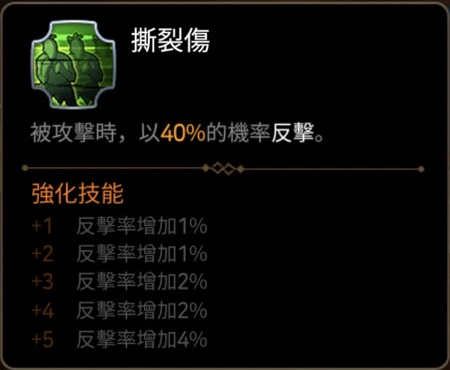 撕裂傷
被攻擊時，以40%的機率反擊。
強化技能
+1 反擊率增加1%
+2 反擊率增加1%
+3 反擊率增加2%
+4 反擊率增加2%
+5 反擊率增加4%